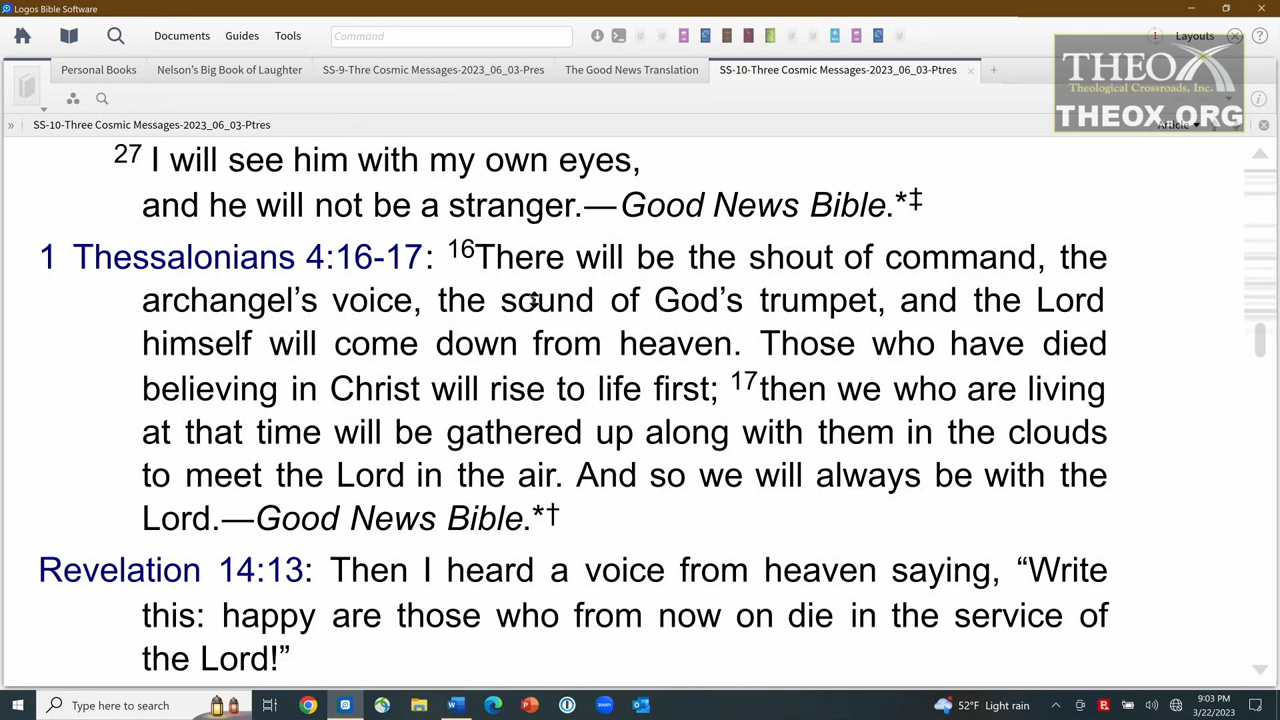 Logos Bible Software
Documents Guides Tools Command Layouts
THEOX
Theological Crossroads, Inc.
THEOX.ORG
Personal Books Nelson's Big Book of Laughter SS-9-Thre Cosmic Messages-2023_06_03-Pres The Good News Translation SS-10-Three Cosmic Messages-2023_06_03-Ptres
SS-10-Three Cosmic Messages-2023_06_03-Ptres Article
27 I will see him with my own eyes,
and he will not be a stranger.—Good News Bible.*‡
1 Thessalonians 4:16-17: 16There will be the shout of command, the
archangel’s voice, the sound of God’s trumpet, and the Lord
himself will come down from heaven. Those who have died
believing in Christ will rise to life first; 17then we who are living
at that time will be gathered up along with them in the clouds
to meet the Lord in the air. And so we will always be with the
Lord.—Good News Bible.*†
Revelation 14:13: Then I heard a voice from heaven saying, “Write
this: happy are those who from now on die in the service of
the Lord!”
Type here to search
zoom
52°F Light rain
9:03 PM
3/22/2023